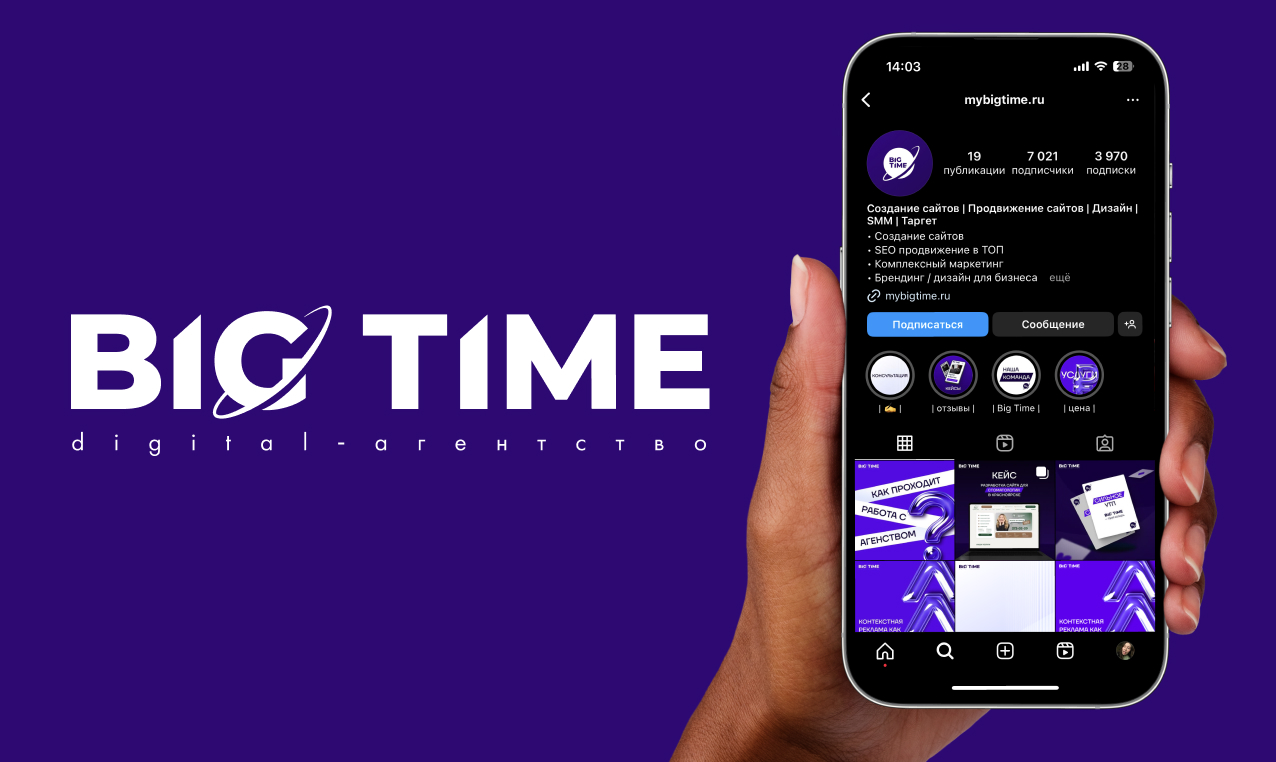 BIG TIME
digital-агентство
14:03
28
mybigtime.ru
BIG
TIME
19
7 021
3 970
публикации
подписчики
подписки
Создание сайтов | Продвижение сайтов | Дизайн |
SMM | Таргет
• Создание сайтов
• SEO продвижение в ТОП
• Комплексный маркетинг
• Брендинг / дизайн для бизнеса ещё
mybigtime.ru
Подписаться
Сообщение
КОНСУЛЬТАЦИЯ
КЕЙСЫ
НАША
КОМАНДА
УСЛУГИ
| ✍️ |
| отзывы |
| Big Time |
| цена |
BIG TIME
КАК ПРОХОДИТ
РАБОТА С
АГЕНСТВОМ
BIG TIME
КЕЙС
РАЗРАБОТКА САЙТА ДЛЯ
СТОМАТОЛОГИИ
В КРАСНОЯРСКЕ
BIG TIME
СИЛЬНОЕ
УТП
BIG TIME
BIG TIME
КОНТЕКСТНАЯ
РЕКЛАМА КАК
BIG TIME
BIG TIME
КОНТЕКСТНАЯ
РЕКЛАМА КАК